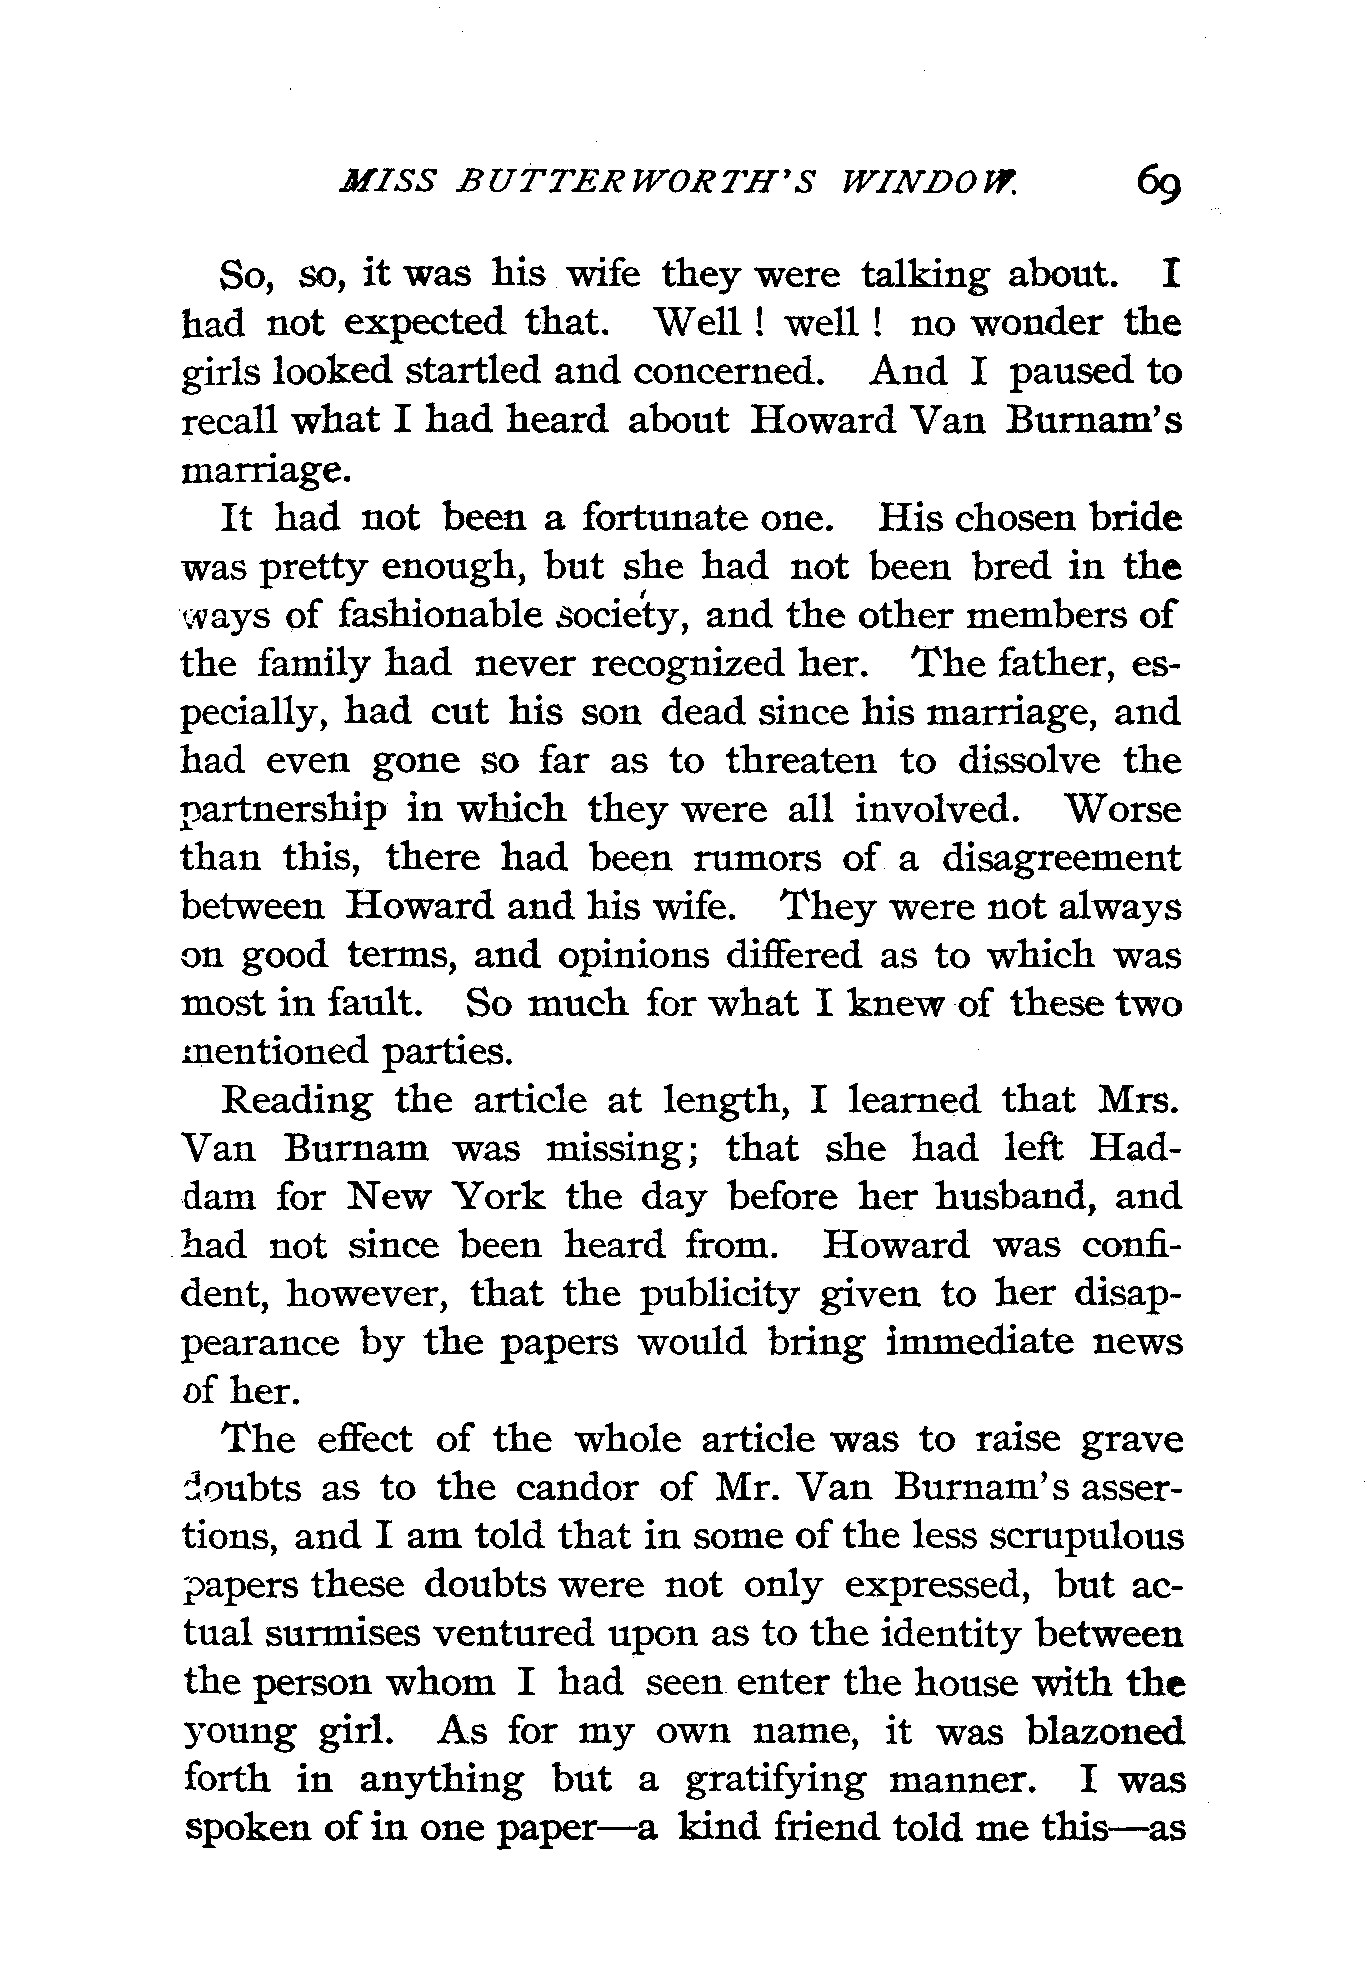 MISS BUTTERWORTH'S WINDOW. 69
So, so, it was his wife they were talking about. I
had not expected that. Well! well! no wonder the
girls looked startled and concerned. And I paused to
recall what I had heard about Howard Van Burnam's
marriage.
It had not been a fortunate one. His chosen bride
was pretty enough, but she had not been bred in the
ways of fashionable society, and the other members of
the family had never recognized her. The father, es-
pecially, had cut his son dead since his marriage, and
had even gone so far as to threaten to dissolve the
partnership in which they were all involved. Worse
than this, there had been rumors of a disagreement
between Howard and his wife. They were not always
on good terms, and opinions differed as to which was
most in fault. So much for what I knew of these two
mentioned parties.
Reading the article at length, I learned that Mrs.
Van Burnam was missing; that she had left Had-
dam for New York the day before her husband, and
had not since been heard from. Howard was confi-
dent, however, that the publicity given to her disap-
pearance by the papers would bring immediate news
of her.
The effect of the whole article was to raise grave
doubts as to the candor of Mr. Van Burnam's asser-
tions, and I am told that in some of the less scrupulous
papers these doubts were not only expressed, but ac-
tual surmises ventured upon as to the identity between
the person whom I had seen enter the house with the
young girl. As for my own name, it was blazoned
forth in anything but a gratifying manner. I was
spoken of in one paper—a kind friend told me this—as